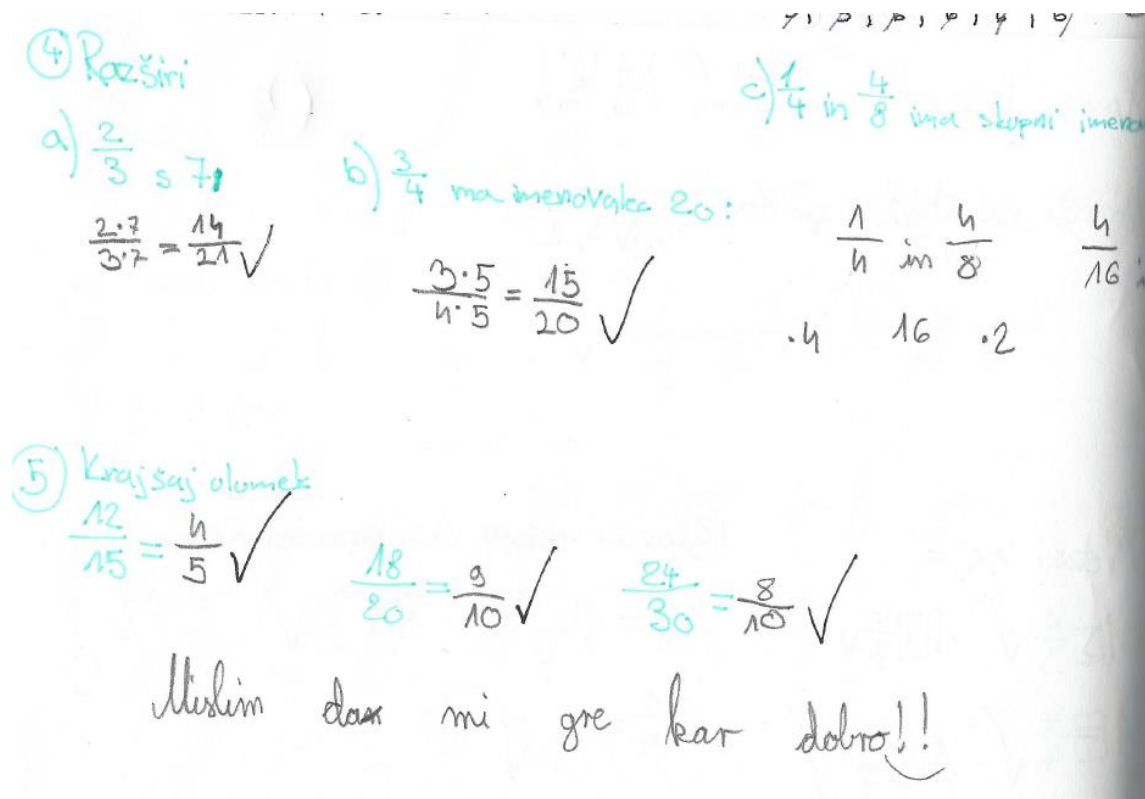 ④ Razširi
a) 2/3 s 7
2·7/3·7 = 14/21 ✓
b) 3/4 ima imenovalec 20:
3·5/4·5 = 15/20 ✓
c) 1/4 in 4/8 ima skupni imeno
1/4 in 4/8 4/16
·4 16 ·2
⑤ Krajšaj ulomek
12/15 = 4/5 ✓
18/20 = 9/10 ✓
24/30 = 8/10 ✓
Mislim da mi gre kar dobro!!